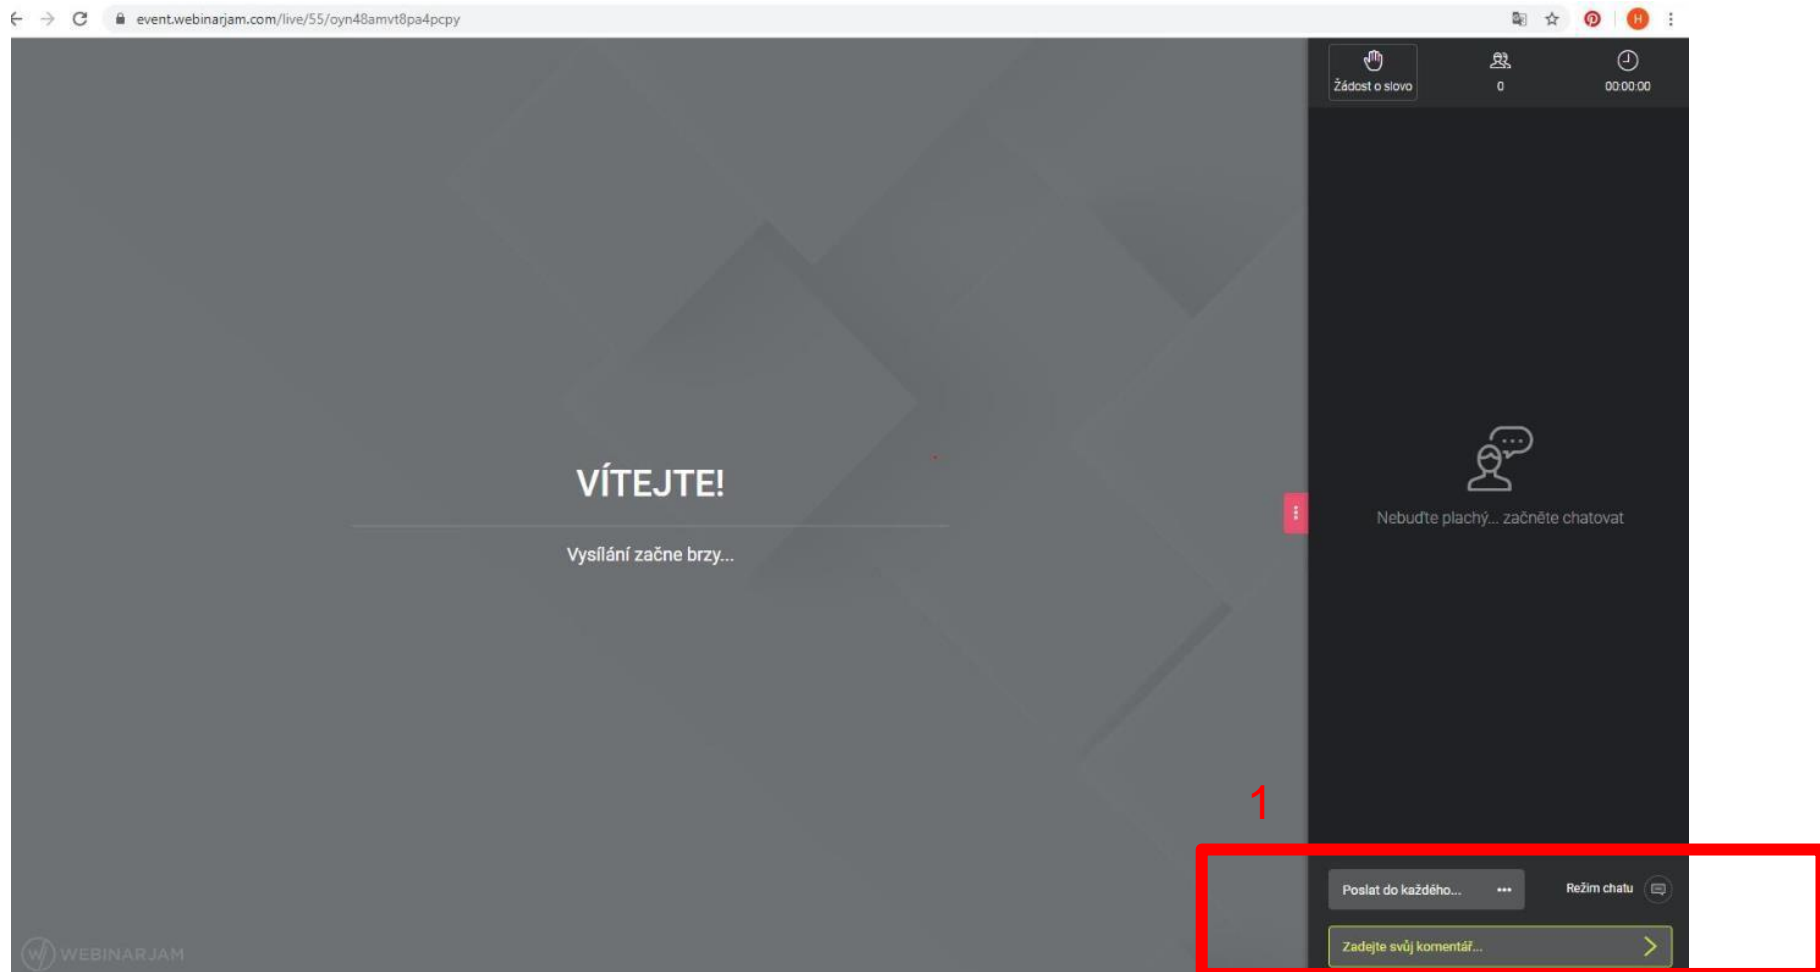 event.webinarjam.com/live/55/oyn48amvt8pa4pcpy
H
Žádost o slovo 0 00:00:00
VÍTEJTE!
Vysílání začne brzy...
Nebuďte plachý... začněte chatovat
1
Poslat do každého... Režim chatu
Zadejte svůj komentář...
WEBINARJAM